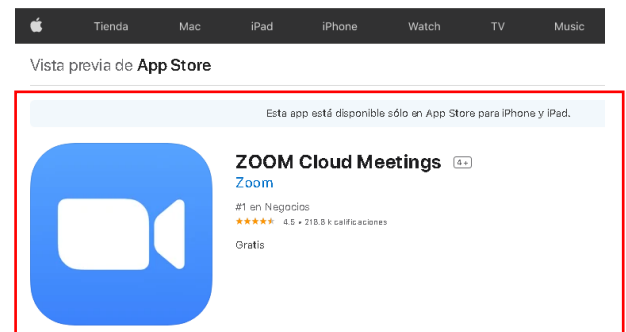 Tienda Mac iPad iPhone Watch TV Music
Vista previa de App Store
Esta app está disponible sólo en App Store para iPhone y iPad.
ZOOM Cloud Meetings 4+
Zoom
#1 en Negocios
★★★★★ 4.5 • 218.8 k calificaciones
Gratis